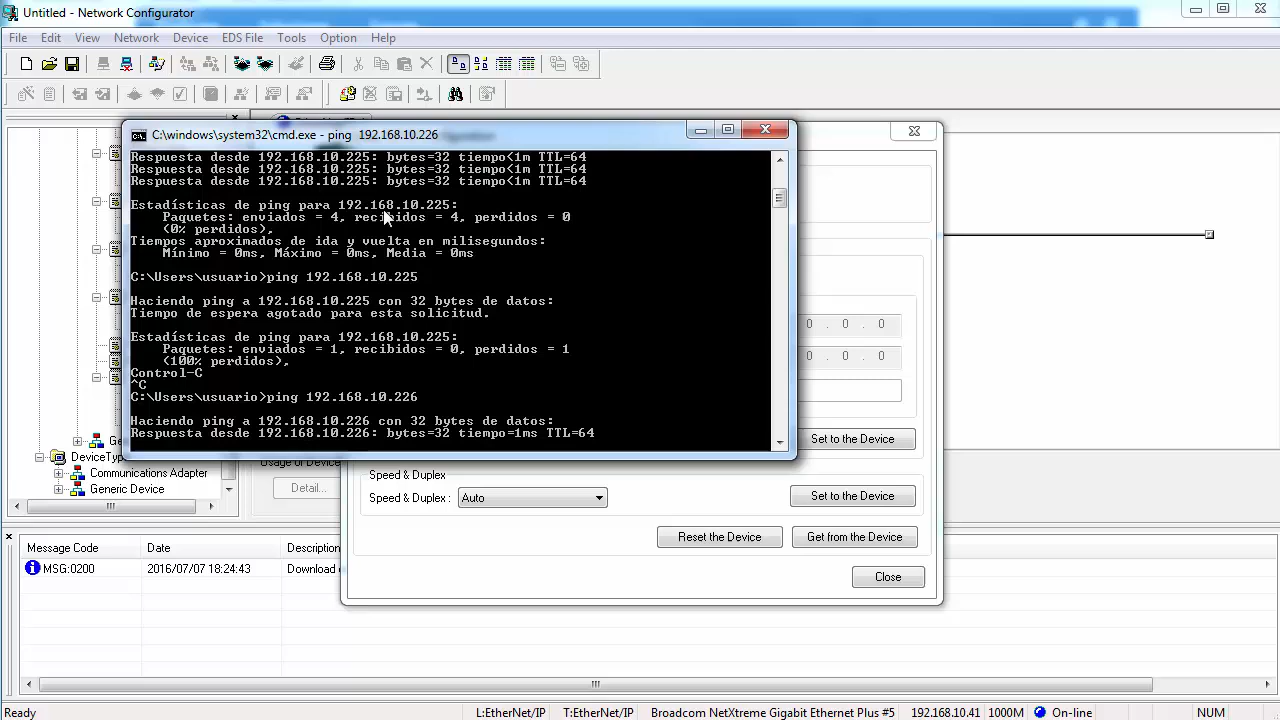 Untitled - Network Configurator
File Edit View Network Device EDS File Tools Option Help
C:\windows\system32\cmd.exe - ping 192.168.10.226
Respuesta desde 192.168.10.225: bytes=32 tiempo<1m TTL=64
Respuesta desde 192.168.10.225: bytes=32 tiempo<1m TTL=64
Respuesta desde 192.168.10.225: bytes=32 tiempo<1m TTL=64
Estadísticas de ping para 192.168.10.225:
Paquetes: enviados = 4, recibidos = 4, perdidos = 0
(0% perdidos),
Tiempos aproximados de ida y vuelta en milisegundos:
Mínimo = 0ms, Máximo = 0ms, Media = 0ms
C:\Users\usuario>ping 192.168.10.225
Haciendo ping a 192.168.10.225 con 32 bytes de datos:
Tiempo de espera agotado para esta solicitud.
Estadísticas de ping para 192.168.10.225:
Paquetes: enviados = 1, recibidos = 0, perdidos = 1
(100% perdidos),
Control-C
^C
C:\Users\usuario>ping 192.168.10.226
Haciendo ping a 192.168.10.226 con 32 bytes de datos:
Respuesta desde 192.168.10.226: bytes=32 tiempo=1ms TTL=64
0 . 0 . 0
0 . 0 . 0
Set to the Device
Ge
DeviceTyp
Communications Adapter
Generic Device
Usage of Device
Detail...
Speed & Duplex
Speed & Duplex : Auto
Set to the Device
Reset the Device
Get from the Device
Close
Message Code Date Description
MSG:0200 2016/07/07 18:24:43 Download
Ready L:EtherNet/IP T:EtherNet/IP Broadcom NetXtreme Gigabit Ethernet Plus #5 192.168.10.41 1000M On-line NUM